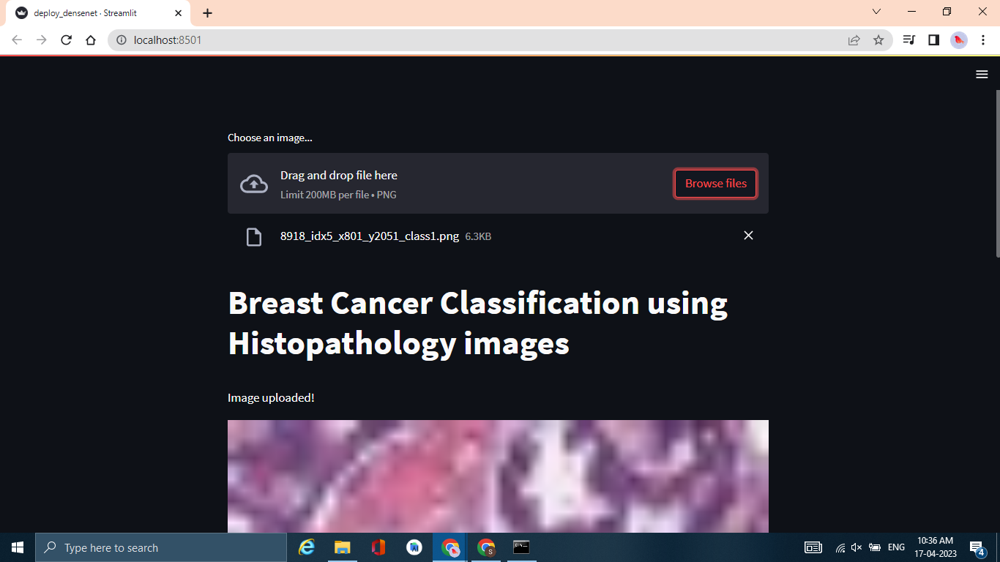 deploy_densenet · Streamlit
localhost:8501
Choose an image...
Drag and drop file here
Limit 200MB per file • PNG
Browse files
8918_idx5_x801_y2051_class1.png 6.3KB
Breast Cancer Classification using
Histopathology images
Image uploaded!
Type here to search
ENG
10:36 AM
17-04-2023
4